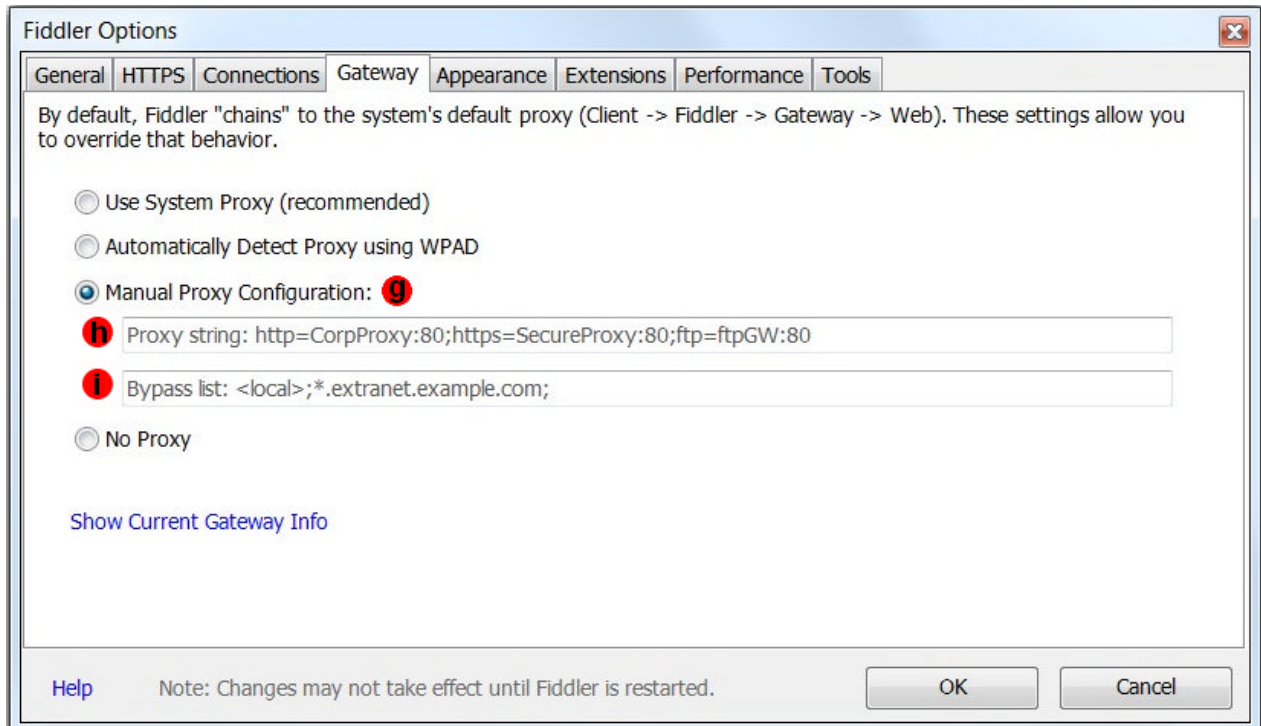 Fiddler Options
General HTTPS Connections Gateway Appearance Extensions Performance Tools
By default, Fiddler "chains" to the system's default proxy (Client -> Fiddler -> Gateway -> Web). These settings allow you
to override that behavior.
Use System Proxy (recommended)
Automatically Detect Proxy using WPAD
Manual Proxy Configuration: g
h Proxy string: http=CorpProxy:80;https=SecureProxy:80;ftp=ftpGW:80
i Bypass list: <local>;*.extranet.example.com;
No Proxy
Show Current Gateway Info
Help Note: Changes may not take effect until Fiddler is restarted. OK Cancel